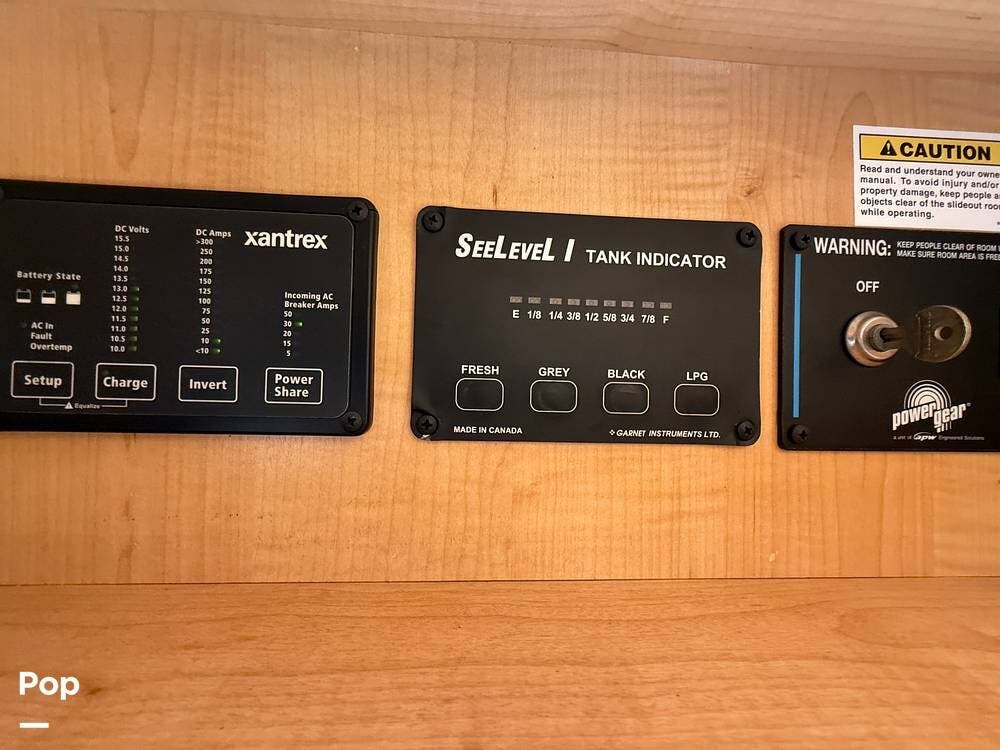 xantrex
DC Volts
15.5
15.0
14.5
14.0
13.5
13.0
12.5
12.0
11.5
11.0
10.5
10.0
DC Amps
>300
250
200
175
150
125
100
75
50
25
10
<10
Battery State
AC In
Fault
Overtemp
Incoming AC
Breaker Amps
50
30
20
15
5
Setup
Charge
Invert
Power
Share
Equalize
SEELEVEL I TANK INDICATOR
E 1/8 1/4 3/8 1/2 5/8 3/4 7/8 F
FRESH GREY BLACK LPG
MADE IN CANADA
GARNET INSTRUMENTS LTD.
CAUTION
Read and understand your owne
manual. To avoid injury and/or
property damage, keep people a
objects clear of the slideout roo
while operating.
WARNING: KEEP PEOPLE CLEAR OF ROOM
MAKE SURE ROOM AREA IS FREE
OFF
power gear
a unit of apw Engineered Solutions
Pop